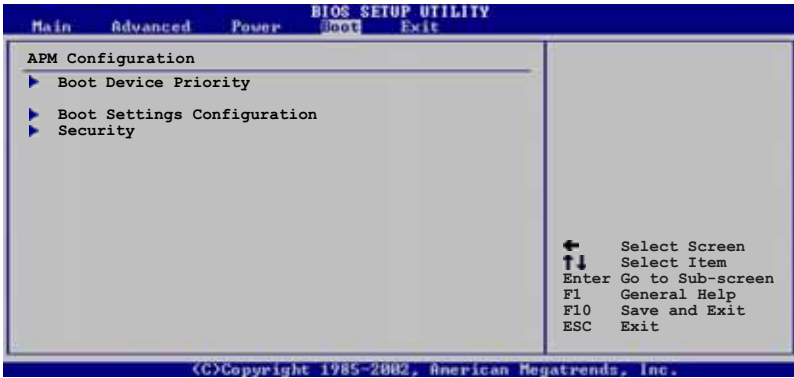 BIOS SETUP UTILITY
Main Advanced Power Boot Exit
APM Configuration
Boot Device Priority
Boot Settings Configuration
Security
← Select Screen
↑↓ Select Item
Enter Go to Sub-screen
F1 General Help
F10 Save and Exit
ESC Exit
(C)Copyright 1985-2002, American Megatrends, Inc.